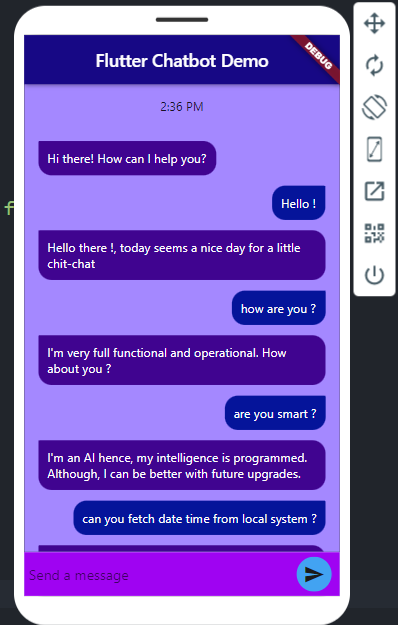 Flutter Chatbot Demo
DEBUG
2:36 PM
Hi there! How can I help you?
Hello !
f
Hello there !, today seems a nice day for a little
chit-chat
how are you ?
I'm very full functional and operational. How
about you ?
are you smart ?
I'm an AI hence, my intelligence is programmed.
Although, I can be better with future upgrades.
can you fetch date time from local system ?
Send a message